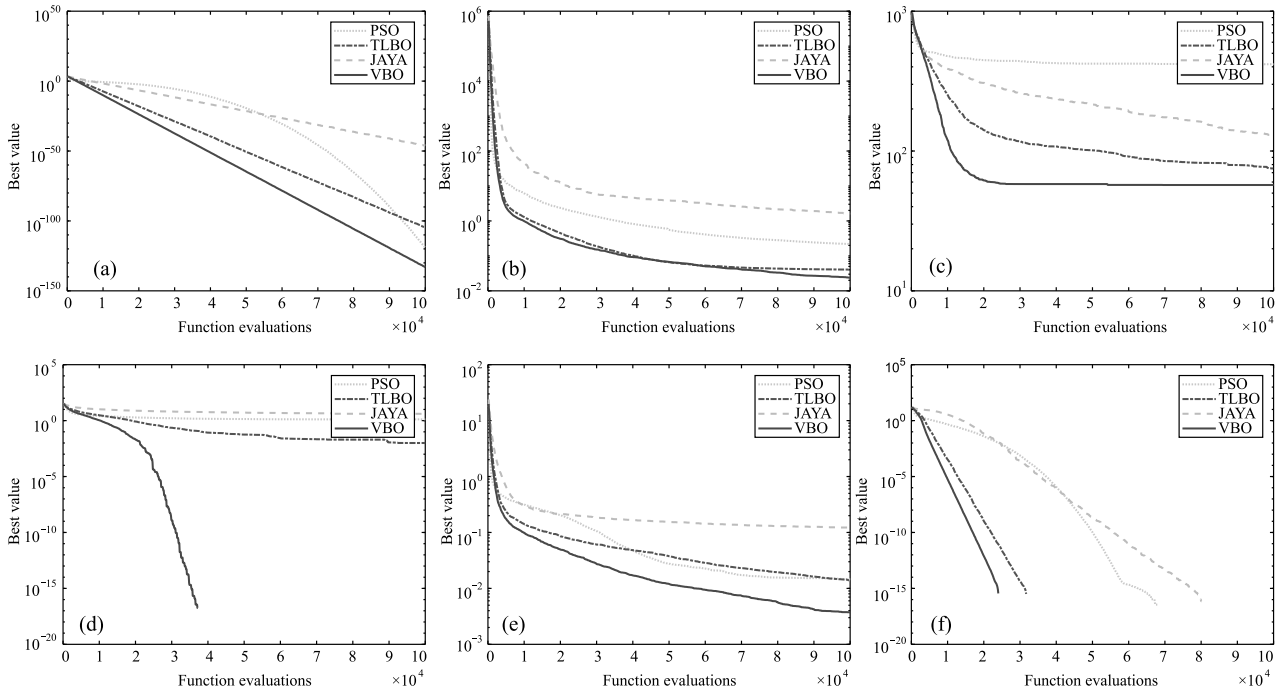 10^50
10^0
10^-50
10^-100
10^-150
Best value
PSO
TLBO
JAYA
VBO
(a)
0 1 2 3 4 5 6 7 8 9 10
Function evaluations
×10^4
10^6
10^4
10^2
10^0
10^-2
Best value
PSO
TLBO
JAYA
VBO
(b)
0 1 2 3 4 5 6 7 8 9 10
Function evaluations
×10^4
10^3
10^2
10^1
Best value
PSO
TLBO
JAYA
VBO
(c)
0 1 2 3 4 5 6 7 8 9 10
Function evaluations
×10^4
10^5
10^0
10^-5
10^-10
10^-15
10^-20
Best value
PSO
TLBO
JAYA
VBO
(d)
0 1 2 3 4 5 6 7 8 9 10
Function evaluations
×10^4
10^2
10^1
10^0
10^-1
10^-2
10^-3
Best value
PSO
TLBO
JAYA
VBO
(e)
0 1 2 3 4 5 6 7 8 9 10
Function evaluations
×10^4
10^5
10^0
10^-5
10^-10
10^-15
10^-20
Best value
PSO
TLBO
JAYA
VBO
(f)
0 1 2 3 4 5 6 7 8 9 10
Function evaluations
×10^4